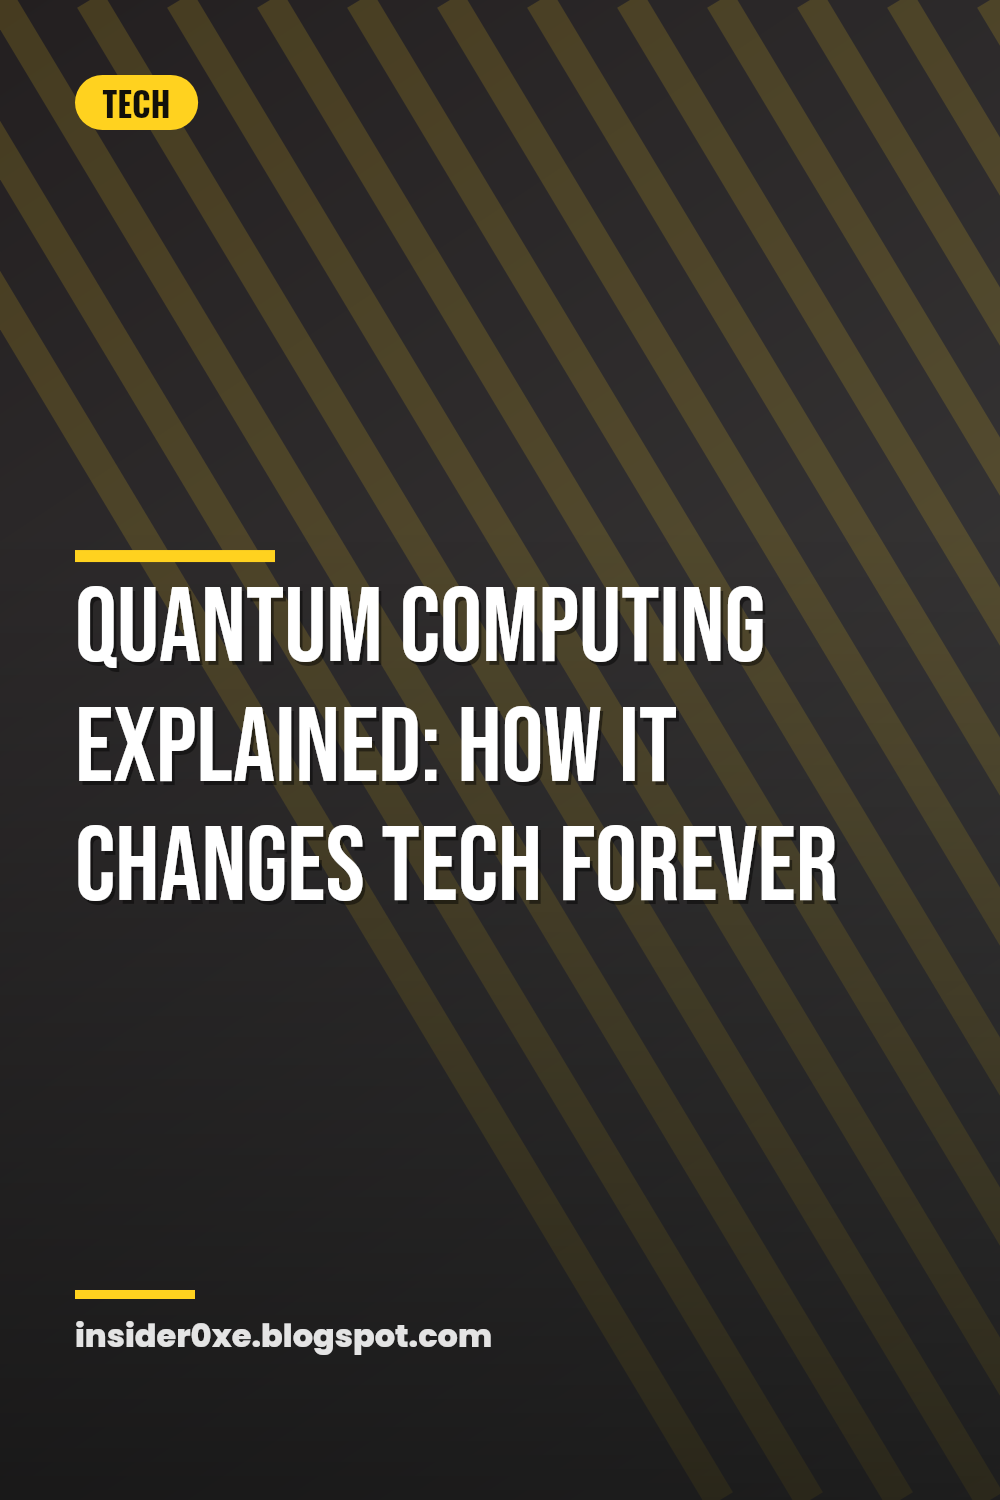 TECH
QUANTUM COMPUTING
EXPLAINED: HOW IT
CHANGES TECH FOREVER
insider0xe.blogspot.com